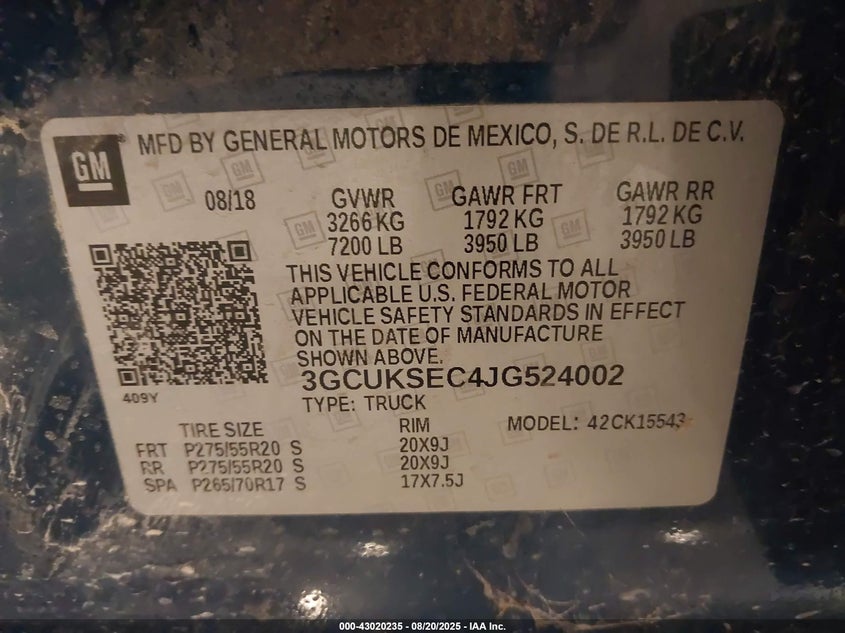 GM
MFD BY GENERAL MOTORS DE MEXICO, S. DE R.L. DE C.V.
08/18 GVWR GAWR FRT GAWR RR
3266 KG 1792 KG 1792 KG
7200 LB 3950 LB 3950 LB
THIS VEHICLE CONFORMS TO ALL
APPLICABLE U.S. FEDERAL MOTOR
VEHICLE SAFETY STANDARDS IN EFFECT
ON THE DATE OF MANUFACTURE
SHOWN ABOVE.
3GCUKSEC4JG524002
409Y
TYPE: TRUCK
TIRE SIZE RIM MODEL: 42CK15543
FRT P275/55R20 S 20X9J
RR P275/55R20 S 20X9J
SPA P265/70R17 S 17X7.5J
000-43020235 - 08/20/2025 - IAA Inc.